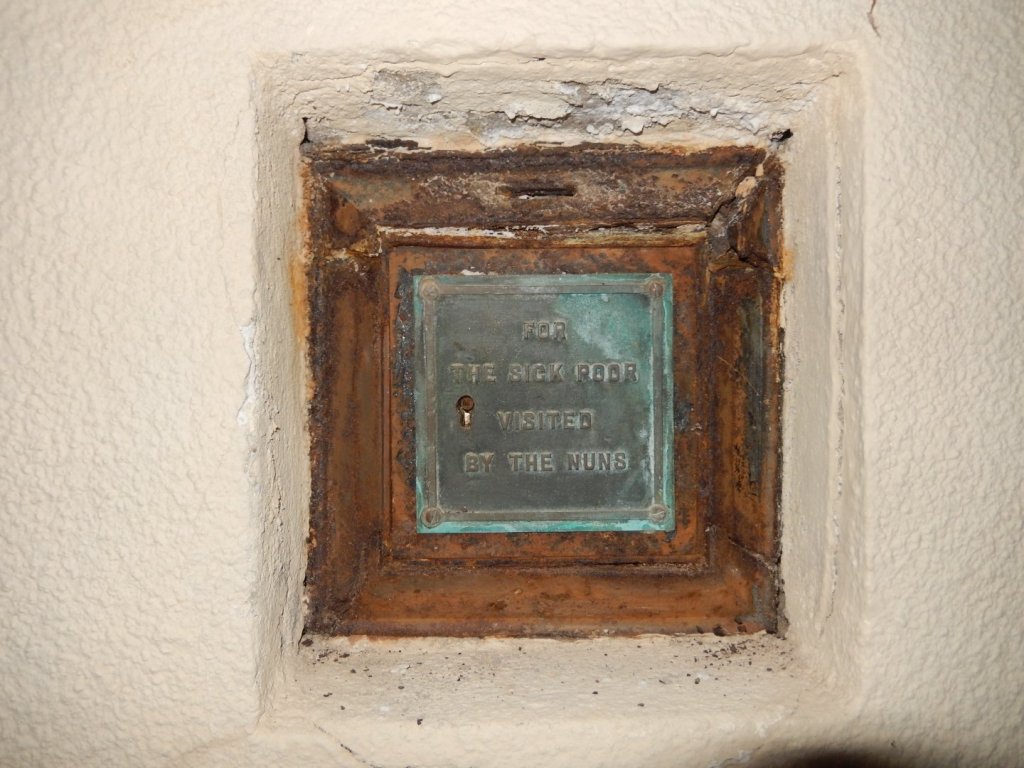 FOR
THE SICK POOR
VISITED
BY THE NUNS